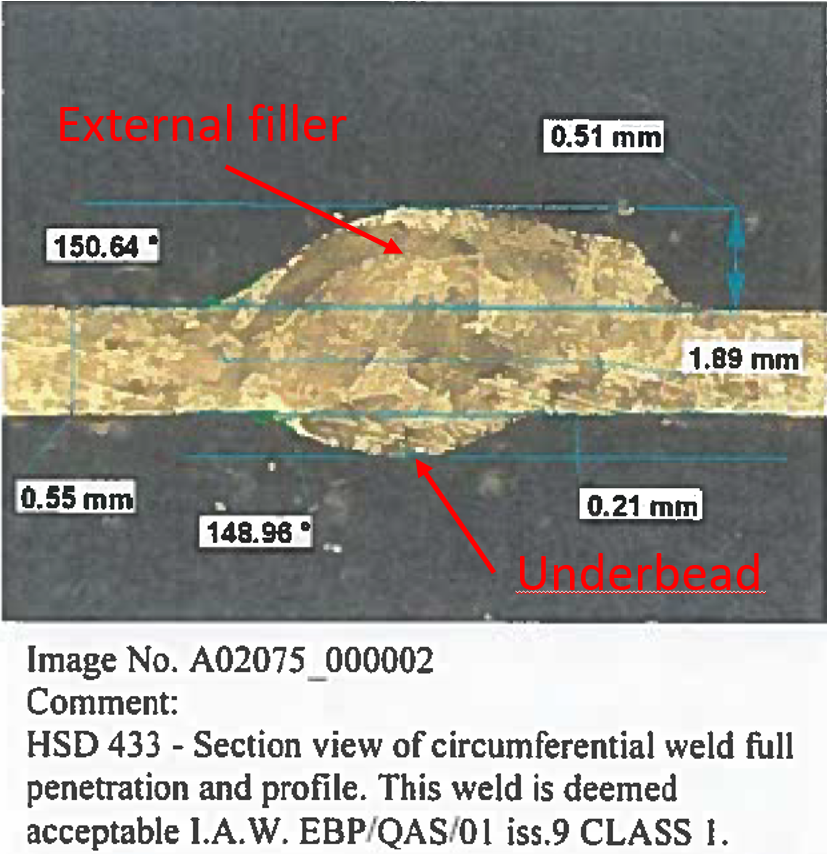 External filler
0.51 mm
150.64 °
1.89 mm
0.55 mm
0.21 mm
148.96 °
Underbead
Image No. A02075_000002
Comment:
HSD 433 - Section view of circumferential weld full
penetration and profile. This weld is deemed
acceptable I.A.W. EBP/QAS/01 iss.9 CLASS 1.